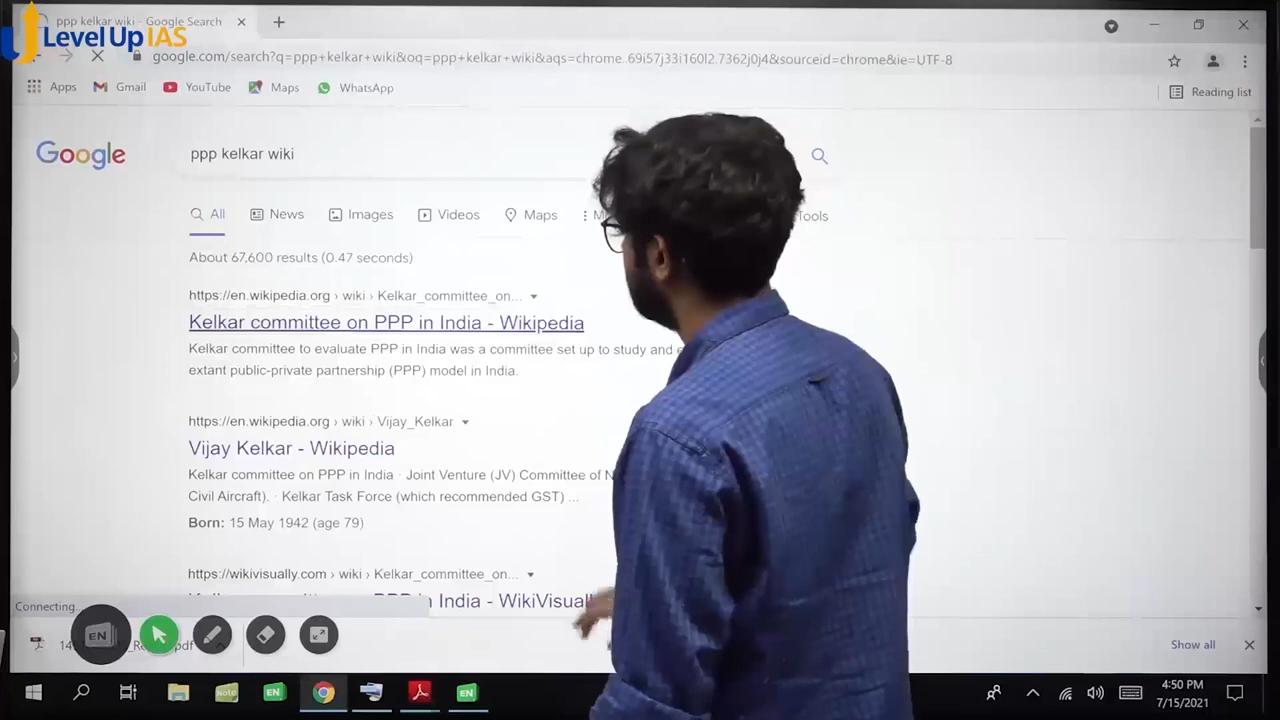 ppp kelkar wiki - Google Search
Level Up IAS
google.com/search?q=ppp+kelkar+wiki&oq=ppp+kelkar+wiki&aqs=chrome..69i57j33i160l2.7362j0j4&sourceid=chrome&ie=UTF-8
Apps Gmail YouTube Maps WhatsApp Reading list
Google ppp kelkar wiki
All News Images Videos Maps Tools
About 67,600 results (0.47 seconds)
https://en.wikipedia.org › wiki › Kelkar_committee_on...
Kelkar committee on PPP in India - Wikipedia
Kelkar committee to evaluate PPP in India was a committee set up to study and
extant public-private partnership (PPP) model in India.
https://en.wikipedia.org › wiki › Vijay_Kelkar
Vijay Kelkar - Wikipedia
Kelkar committee on PPP in India · Joint Venture (JV) Committee of
Civil Aircraft). · Kelkar Task Force (which recommended GST) ...
Born: 15 May 1942 (age 79)
https://wikivisually.com › wiki › Kelkar_committee_on...
PPP in India - WikiVisually
Connecting...
EN
Show all
Note EN EN
4:50 PM
7/15/2021